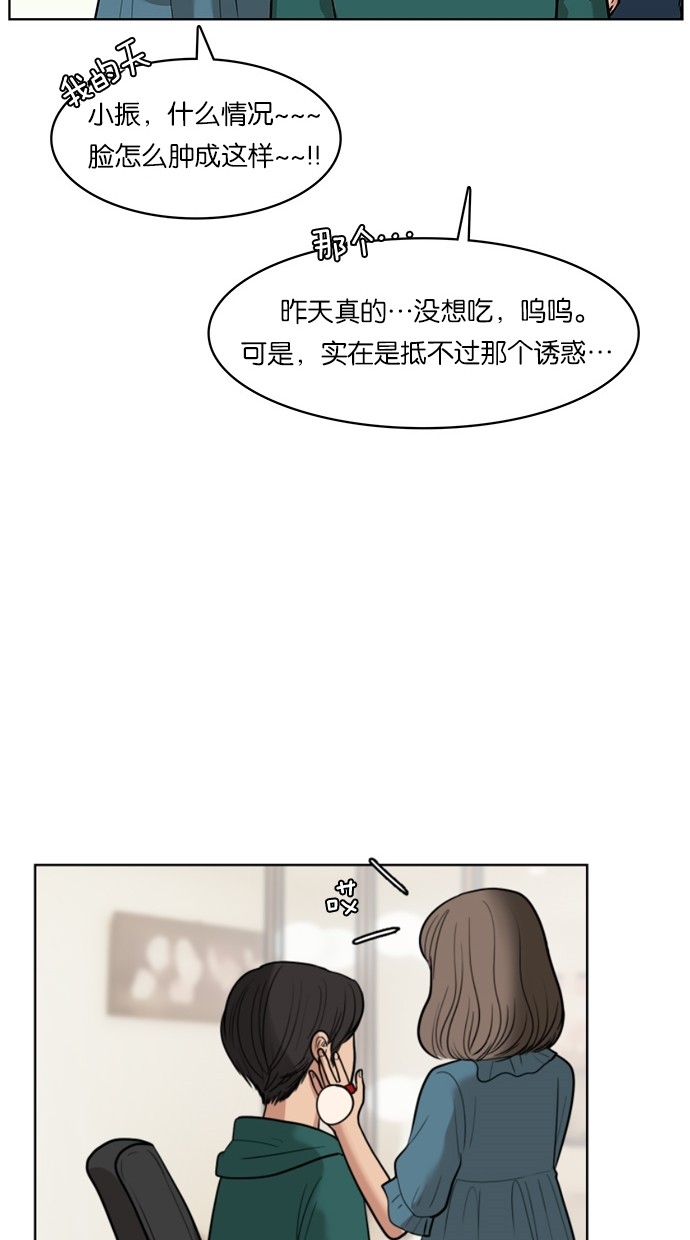 我的天
小振，什么情况~~~
脸怎么肿成这样~~!!
那个···
昨天真的···没想吃，呜呜。
可是，实在是抵不过那个诱惑···
哎